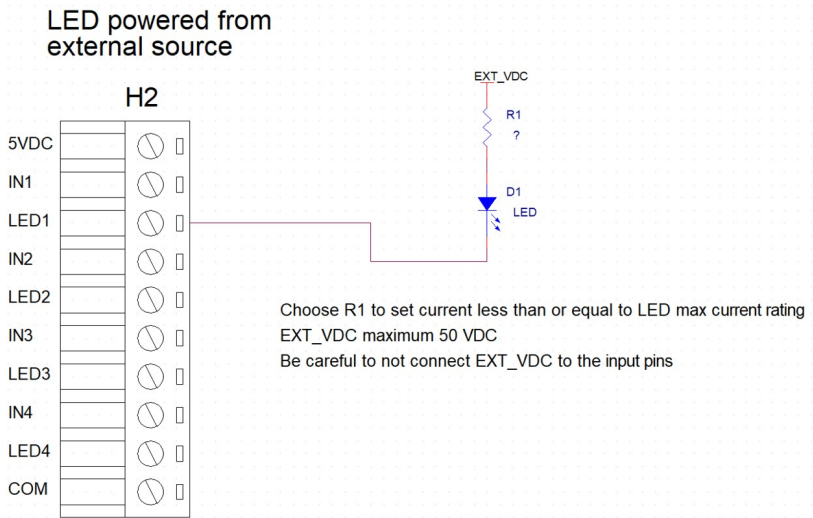 LED powered from
external source
H2
EXT_VDC
R1
?
D1
LED
5VDC
IN1
LED1
IN2
LED2
IN3
LED3
IN4
LED4
COM
Choose R1 to set current less than or equal to LED max current rating
EXT_VDC maximum 50 VDC
Be careful to not connect EXT_VDC to the input pins